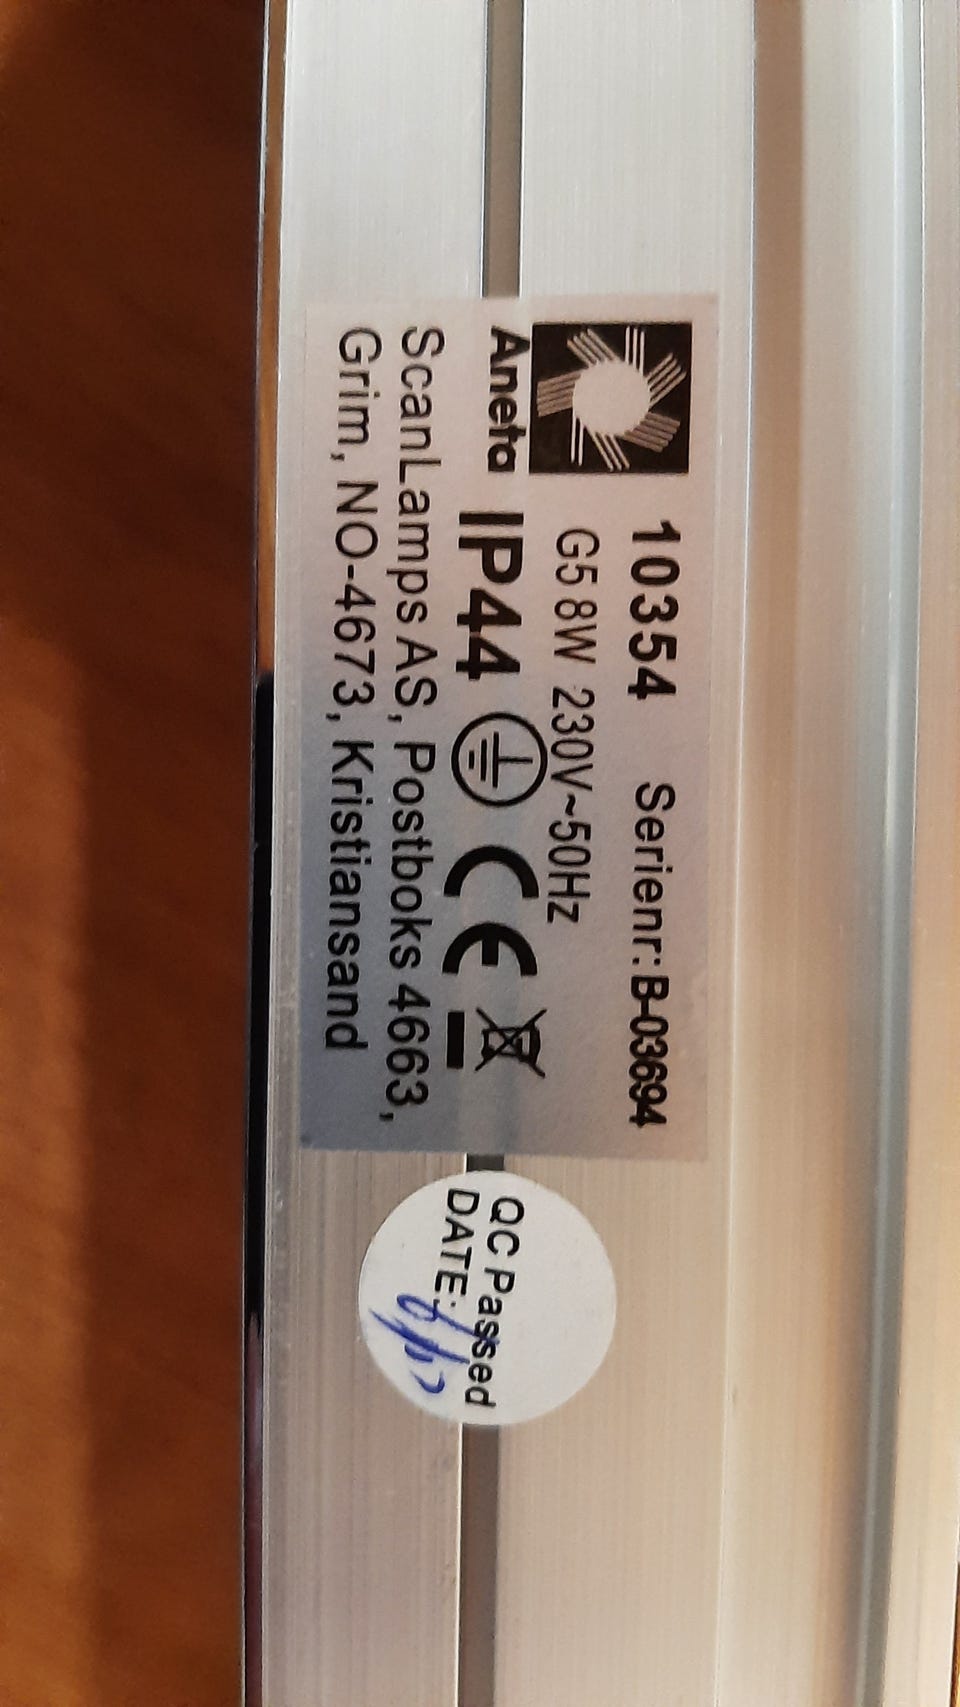 10354 Serienr: B-03694
G5 8W 230V~50Hz
Aneta IP44 CE
ScanLamps AS, Postboks 4663,
Grim, NO-4673, Kristiansand
QC Passed
DATE: